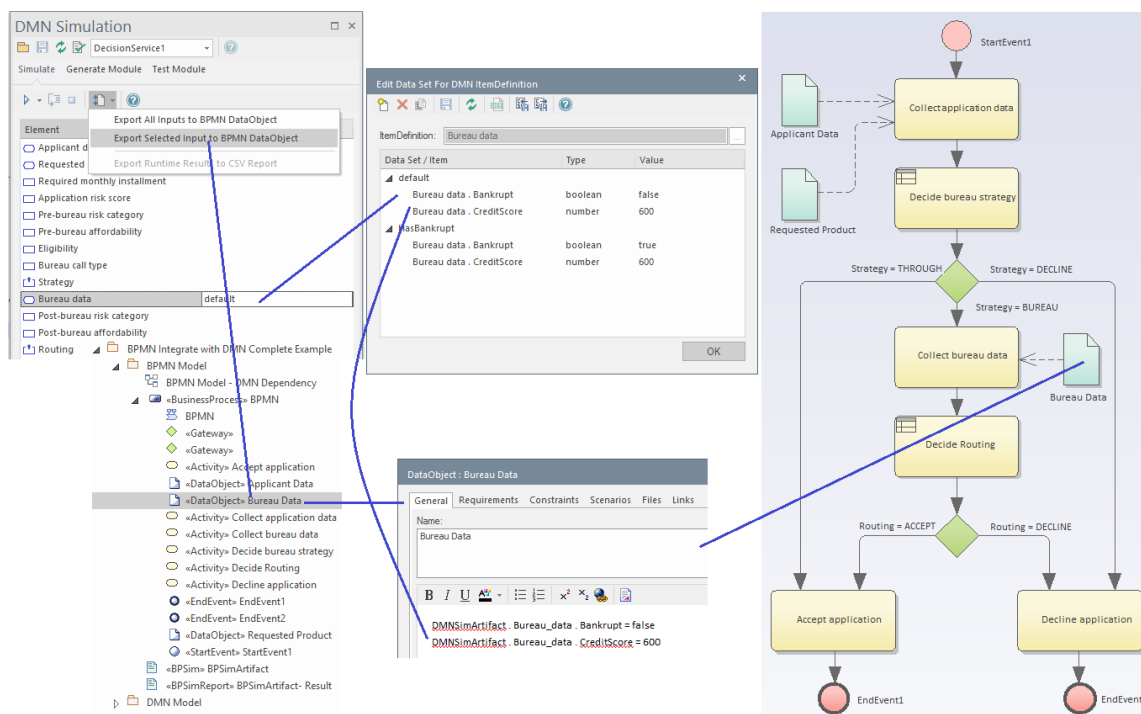 DMN Simulation
DecisionService1
Simulate Generate Module Test Module
Export All Inputs to BPMN DataObject
Export Selected Input to BPMN DataObject
Export Runtime Results to CSV Report
Element
Applicant d
Requested
Required monthly installment
Application risk score
Pre-bureau risk category
Pre-bureau affordability
Eligibility
Bureau call type
Strategy
Bureau data default
Post-bureau risk category
Post-bureau affordability
Routing
BPMN Integrate with DMN Complete Example
BPMN Model
BPMN Model - DMN Dependency
«BusinessProcess» BPMN
BPMN
«Gateway»
«Gateway»
«Activity» Accept application
«DataObject» Applicant Data
«DataObject» Bureau Data
«Activity» Collect application data
«Activity» Collect bureau data
«Activity» Decide bureau strategy
«Activity» Decide Routing
«Activity» Decline application
«EndEvent» EndEvent1
«EndEvent» EndEvent2
«DataObject» Requested Product
«StartEvent» StartEvent1
«BPSim» BPSimArtifact
«BPSimReport» BPSimArtifact- Result
DMN Model
Edit Data Set For DMN ItemDefinition
ItemDefinition: Bureau data ...
Data Set / Item Type Value
default
Bureau data . Bankrupt boolean false
Bureau data . CreditScore number 600
HasBankrupt
Bureau data . Bankrupt boolean true
Bureau data . CreditScore number 600
OK
DataObject : Bureau Data
General Requirements Constraints Scenarios Files Links
Name:
Bureau Data
B I U
DMNSimArtifact . Bureau_data . Bankrupt = false
DMNSimArtifact . Bureau_data . CreditScore = 600
StartEvent1
Collect application data
Applicant Data
Decide bureau strategy
Requested Product
Strategy = THROUGH
Strategy = DECLINE
Strategy = BUREAU
Collect bureau data
Bureau Data
Decide Routing
Routing = ACCEPT
Routing = DECLINE
Accept application
Decline application
EndEvent1
EndEvent